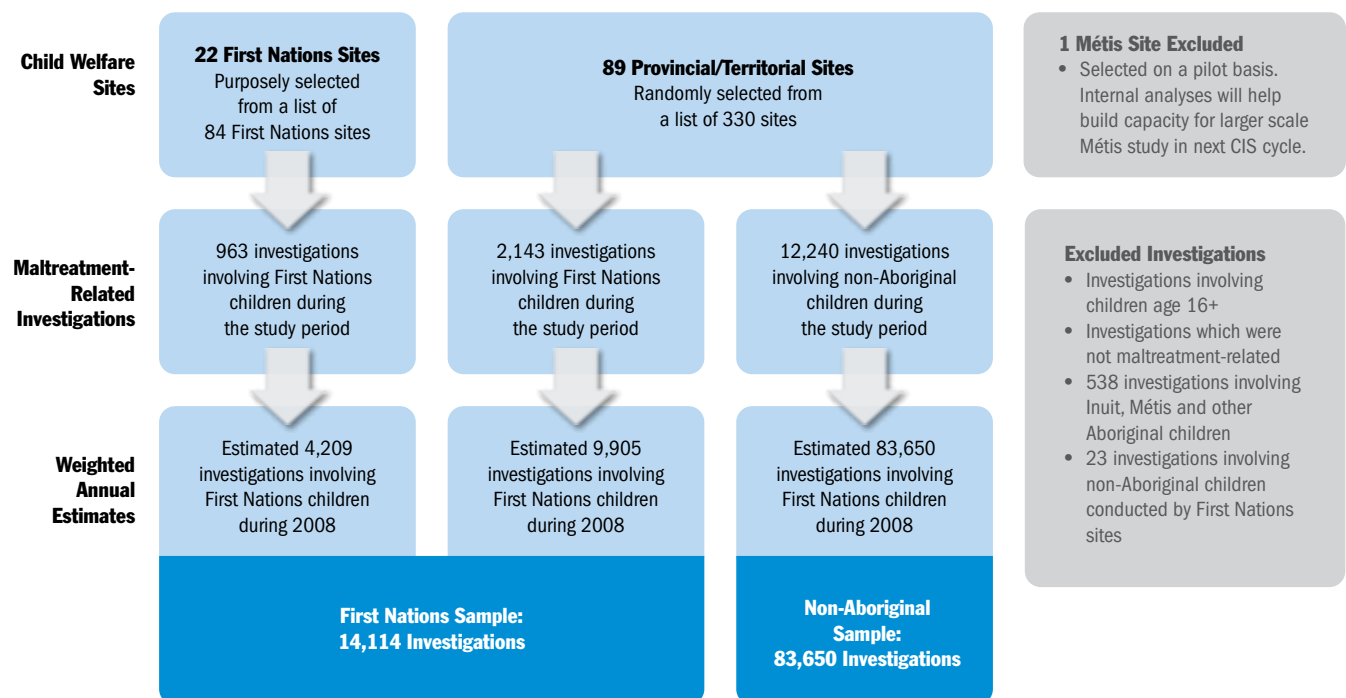 Child Welfare
Sites
22 First Nations Sites
Purposely selected
from a list of
84 First Nations sites
89 Provincial/Territorial Sites
Randomly selected from
a list of 330 sites
1 Métis Site Excluded
• Selected on a pilot basis.
Internal analyses will help
build capacity for larger scale
Métis study in next CIS cycle.
Maltreatment-
Related
Investigations
963 investigations
involving First Nations
children during
the study period
2,143 investigations
involving First Nations
children during
the study period
12,240 investigations
involving non-Aboriginal
children during
the study period
Excluded Investigations
• Investigations involving
children age 16+
• Investigations which were
not maltreatment-related
• 538 investigations involving
Inuit, Métis and other
Aboriginal children
• 23 investigations involving
non-Aboriginal children
conducted by First Nations
sites
Weighted
Annual
Estimates
Estimated 4,209
investigations involving
First Nations children
during 2008
Estimated 9,905
investigations involving
First Nations children
during 2008
Estimated 83,650
investigations involving
First Nations children
during 2008
First Nations Sample:
14,114 Investigations
Non-Aboriginal
Sample:
83,650 Investigations